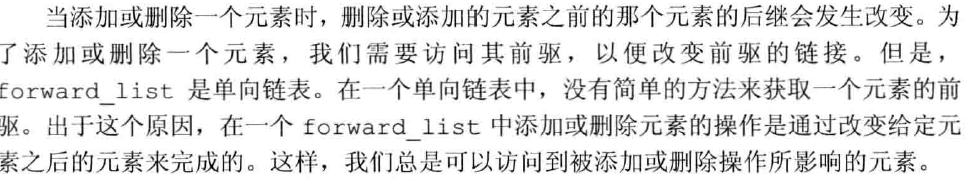 当添加或删除一个元素时，删除或添加的元素之前的那个元素的后继会发生改变。为
了添加或删除一个元素，我们需要访问其前驱，以便改变前驱的链接。但是，
forward_list 是单向链表。在一个单向链表中，没有简单的方法来获取一个元素的前
驱。出于这个原因，在一个 forward_list 中添加或删除元素的操作是通过改变给定元
素之后的元素来完成的。这样，我们总是可以访问到被添加或删除操作所影响的元素。